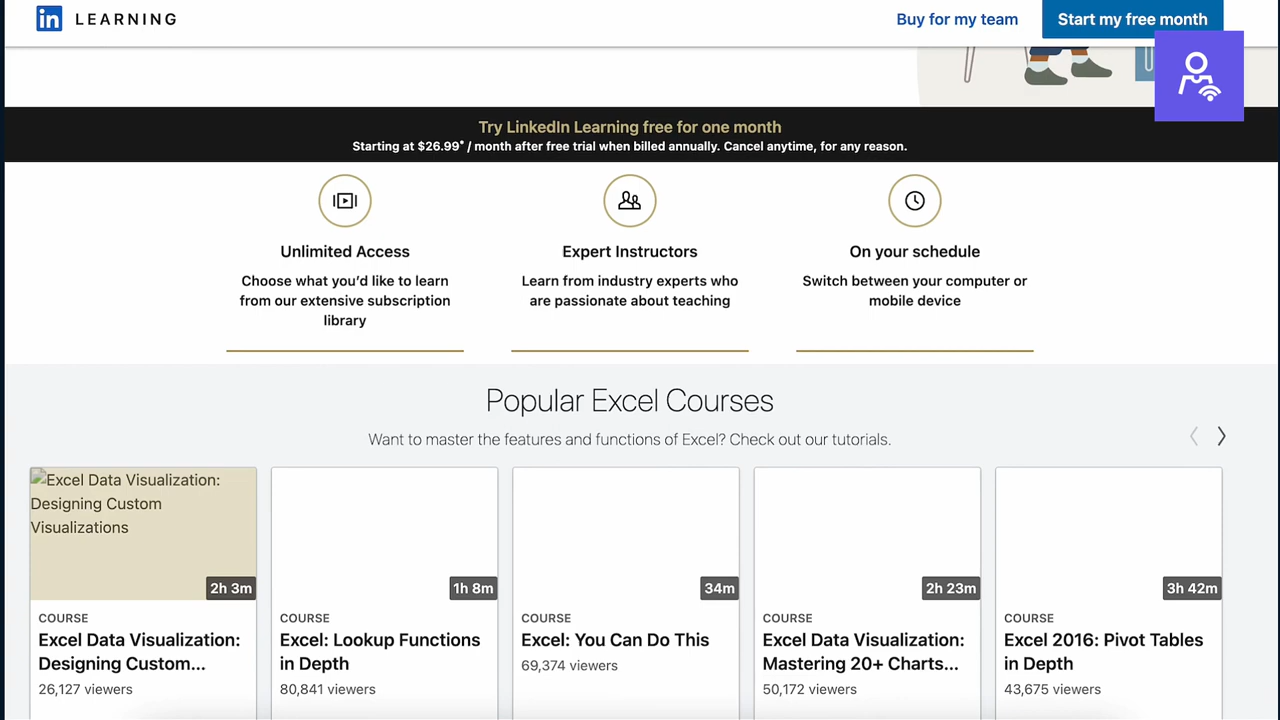 in LEARNING
Buy for my team
Start my free month
Try LinkedIn Learning free for one month
Starting at $26.99* / month after free trial when billed annually. Cancel anytime, for any reason.
Unlimited Access
Choose what you’d like to learn
from our extensive subscription
library
Expert Instructors
Learn from industry experts who
are passionate about teaching
On your schedule
Switch between your computer or
mobile device
Popular Excel Courses
Want to master the features and functions of Excel? Check out our tutorials.
Excel Data Visualization:
Designing Custom
Visualizations
2h 3m
COURSE
Excel Data Visualization:
Designing Custom...
26,127 viewers
1h 8m
COURSE
Excel: Lookup Functions
in Depth
80,841 viewers
34m
COURSE
Excel: You Can Do This
69,374 viewers
2h 23m
COURSE
Excel Data Visualization:
Mastering 20+ Charts...
50,172 viewers
3h 42m
COURSE
Excel 2016: Pivot Tables
in Depth
43,675 viewers